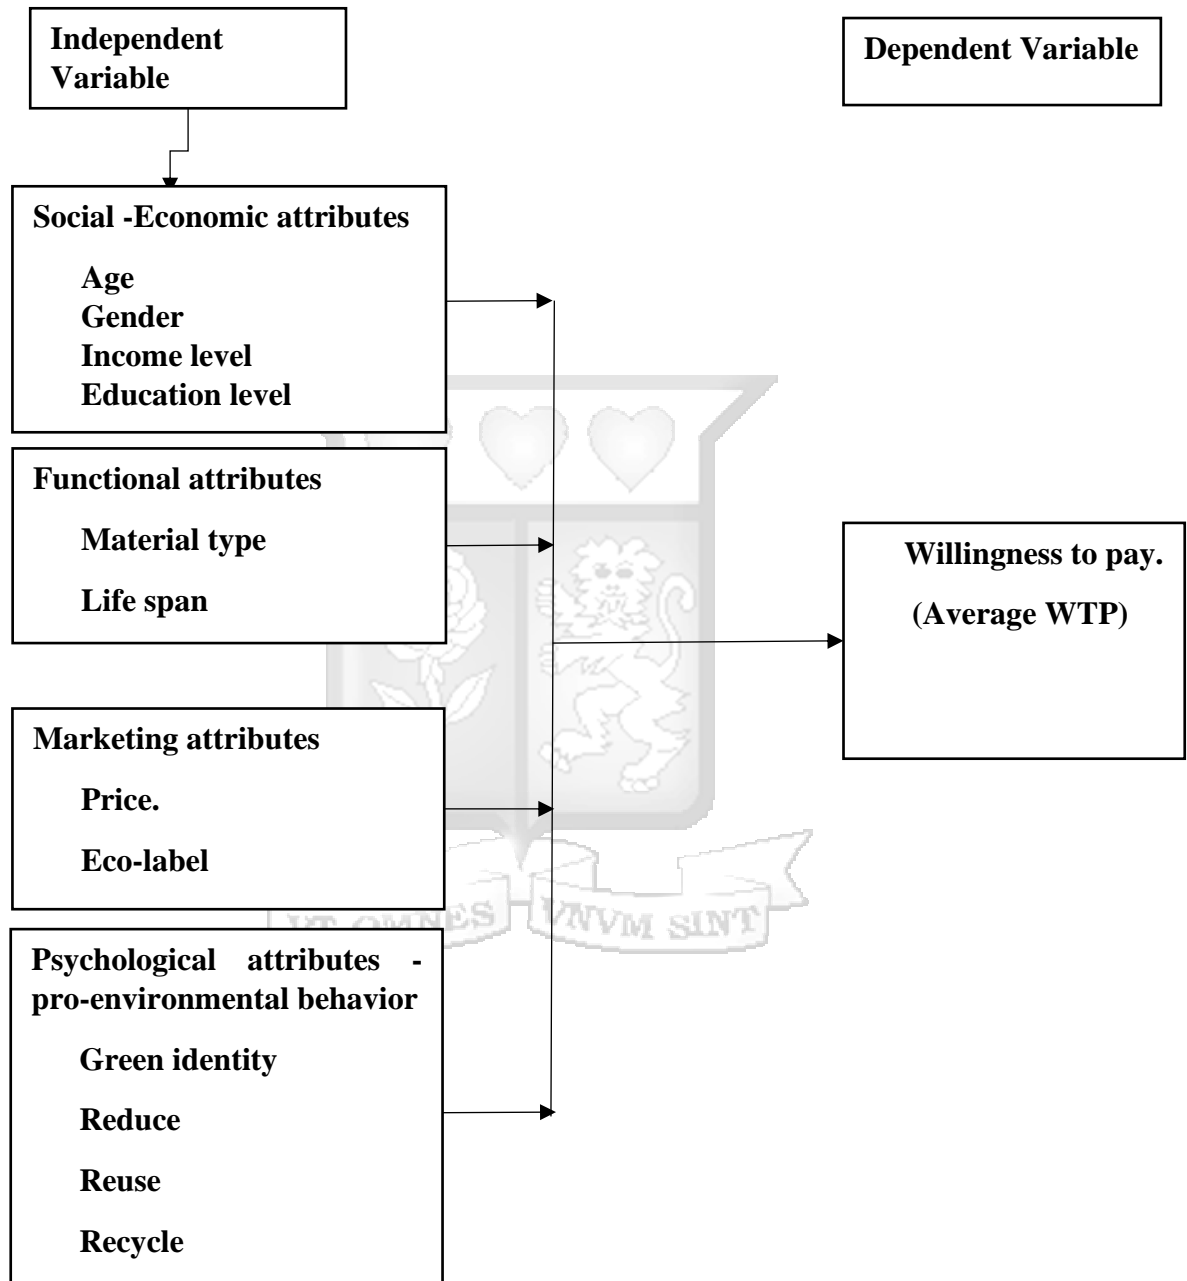 Independent
Variable
Dependent Variable
Social -Economic attributes
Age
Gender
Income level
Education level
Functional attributes
Material type
Life span
Willingness to pay.
(Average WTP)
Marketing attributes
Price.
Eco-label
VT OMNES VNVM SINT
Psychological attributes -
pro-environmental behavior
Green identity
Reduce
Reuse
Recycle